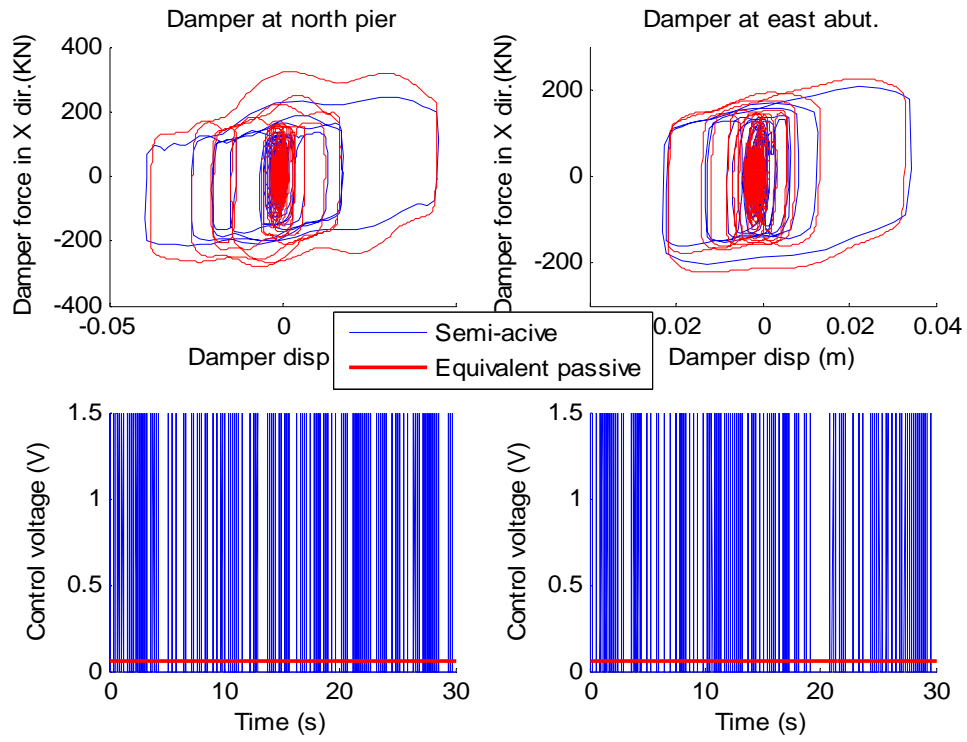 Damper at north pier
Damper at east abut.
Damper force in X dir.(KN)
400
200
0
-200
-400
-0.05
0
Damper disp
Damper force in X dir.(KN)
200
0
-200
0.02
0
0.02
0.04
Damper disp (m)
Semi-acive
Equivalent passive
Control voltage (V)
1.5
1
0.5
0
0
10
20
30
Time (s)
Control voltage (V)
1.5
1
0.5
0
0
10
20
30
Time (s)